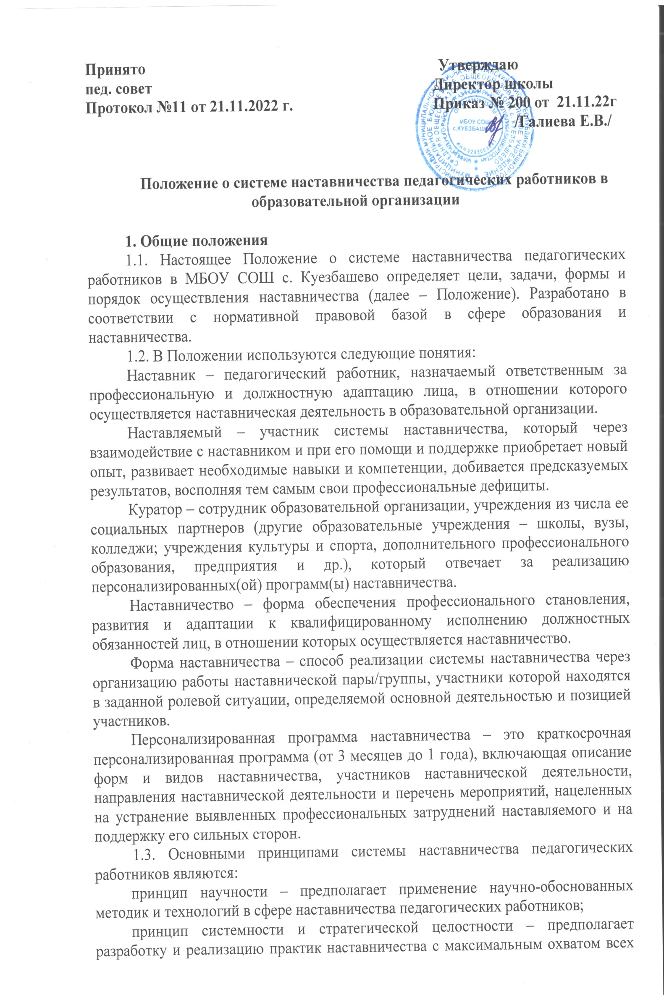 Принято
пед. совет
Протокол №11 от 21.11.2022 г.
Утверждаю
Директор школы
Приказ № 200 от 21.11.22г
/Галиева Е.В./
МБОУ СОШ
с.КУЕЗБАШЕВО
Положение о системе наставничества педагогических работников в
образовательной организации
1. Общие положения
1.1. Настоящее Положение о системе наставничества педагогических
работников в МБОУ СОШ с. Куезбашево определяет цели, задачи, формы и
порядок осуществления наставничества (далее – Положение). Разработано в
соответствии с нормативной правовой базой в сфере образования и
наставничества.
1.2. В Положении используются следующие понятия:
Наставник – педагогический работник, назначаемый ответственным за
профессиональную и должностную адаптацию лица, в отношении которого
осуществляется наставническая деятельность в образовательной организации.
Наставляемый – участник системы наставничества, который через
взаимодействие с наставником и при его помощи и поддержке приобретает новый
опыт, развивает необходимые навыки и компетенции, добивается предсказуемых
результатов, восполняя тем самым свои профессиональные дефициты.
Куратор – сотрудник образовательной организации, учреждения из числа ее
социальных партнеров (другие образовательные учреждения – школы, вузы,
колледжи; учреждения культуры и спорта, дополнительного профессионального
образования, предприятия и др.), который отвечает за реализацию
персонализированных(ой) программ(ы) наставничества.
Наставничество – форма обеспечения профессионального становления,
развития и адаптации к квалифицированному исполнению должностных
обязанностей лиц, в отношении которых осуществляется наставничество.
Форма наставничества – способ реализации системы наставничества через
организацию работы наставнической пары/группы, участники которой находятся
в заданной ролевой ситуации, определяемой основной деятельностью и позицией
участников.
Персонализированная программа наставничества – это краткосрочная
персонализированная программа (от 3 месяцев до 1 года), включающая описание
форм и видов наставничества, участников наставнической деятельности,
направления наставнической деятельности и перечень мероприятий, нацеленных
на устранение выявленных профессиональных затруднений наставляемого и на
поддержку его сильных сторон.
1.3. Основными принципами системы наставничества педагогических
работников являются:
принцип научности – предполагает применение научно-обоснованных
методик и технологий в сфере наставничества педагогических работников;
принцип системности и стратегической целостности – предполагает
разработку и реализацию практик наставничества с максимальным охватом всех